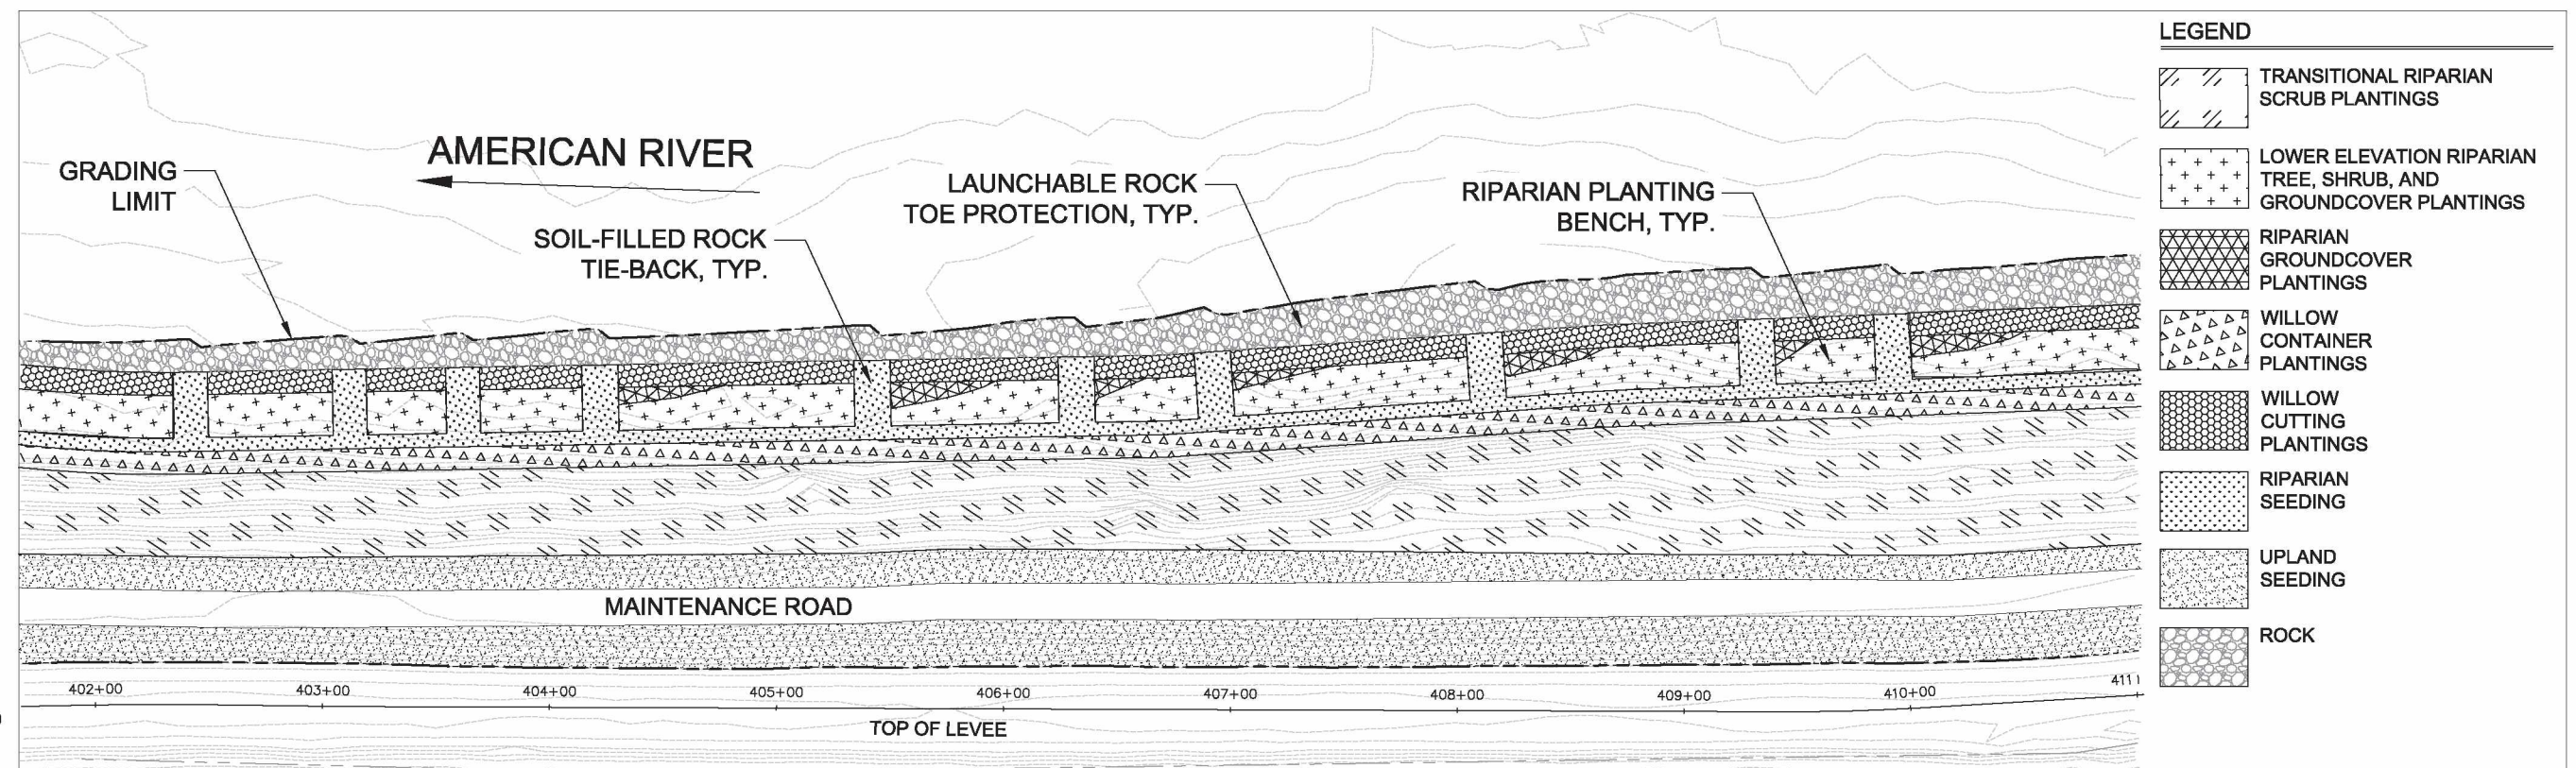 GRADING
LIMIT
AMERICAN RIVER
SOIL-FILLED ROCK
TIE-BACK, TYP.
LAUNCHABLE ROCK
TOE PROTECTION, TYP.
RIPARIAN PLANTING
BENCH, TYP.
MAINTENANCE ROAD
402+00
403+00
404+00
405+00
406+00
407+00
408+00
409+00
410+00
411
TOP OF LEVEE
LEGEND
TRANSITIONAL RIPARIAN
SCRUB PLANTINGS
LOWER ELEVATION RIPARIAN
TREE, SHRUB, AND
GROUNDCOVER PLANTINGS
RIPARIAN
GROUNDCOVER
PLANTINGS
WILLOW
CONTAINER
PLANTINGS
WILLOW
CUTTING
PLANTINGS
RIPARIAN
SEEDING
UPLAND
SEEDING
ROCK